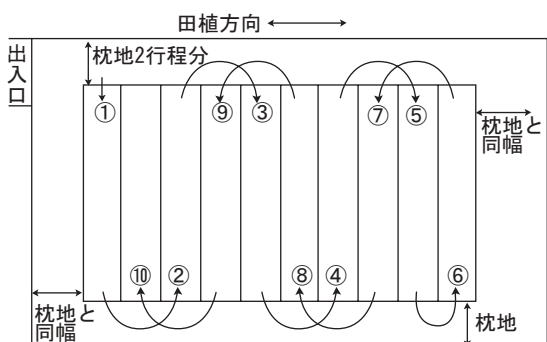 田植方向
出入口
枕地2行程分
① ⑨ ③ ⑦ ⑤
枕地と
同幅
⑩ ② ⑧ ④ ⑥
枕地と
同幅
枕地